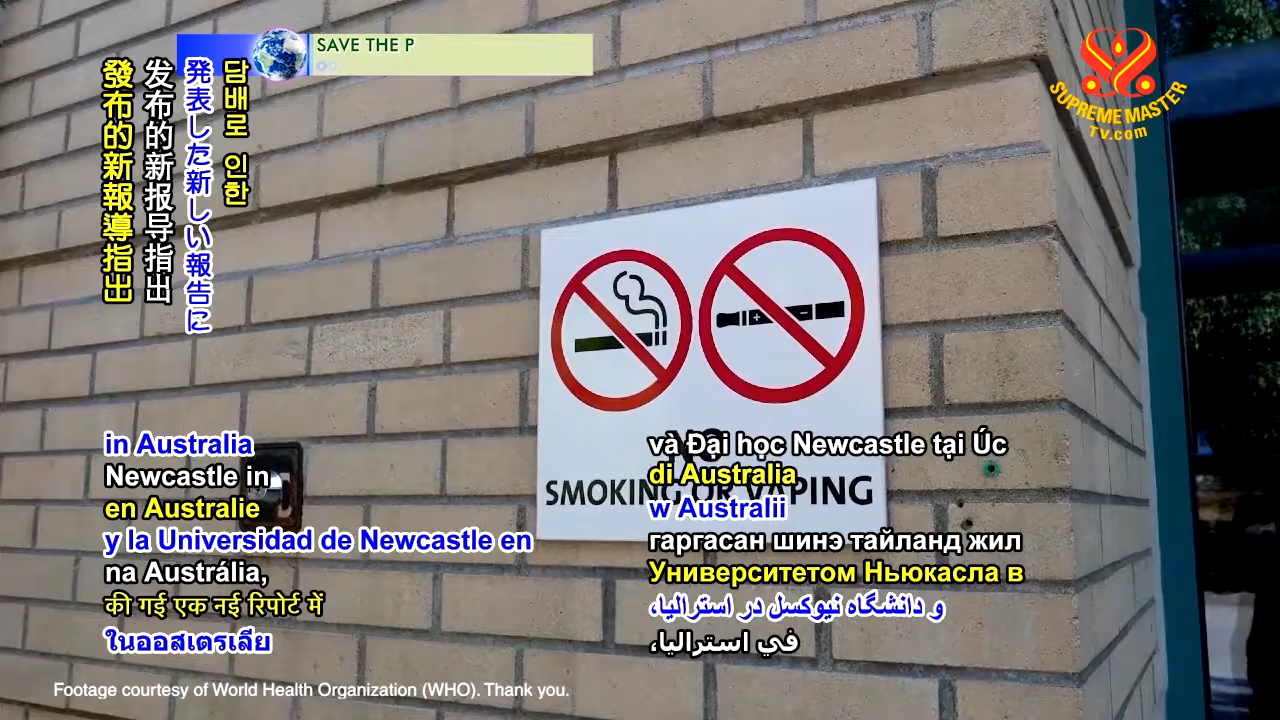 SAVE THE P
SUPREME MASTER
TV.com
담배로 인한
発表した新しい報告に
发布的新报导指出
發布的新報導指出
NO
SMOKING OR VAPING
in Australia
Newcastle in
en Australie
y la Universidad de Newcastle en
na Austrália,
की गई एक नई रिपोर्ट में
ในออสเตรเลีย
và Đại học Newcastle tại Úc
di Australia
w Australii
гаргасан шинэ тайланд жил
Университетом Ньюкасла в
و دانشگاه نیوکسل در استرالیا،
في استراليا،
Footage courtesy of World Health Organization (WHO). Thank you.